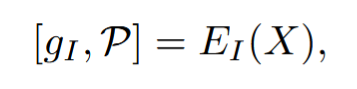 $[g_I, \mathcal{P}] = E_I(X),$